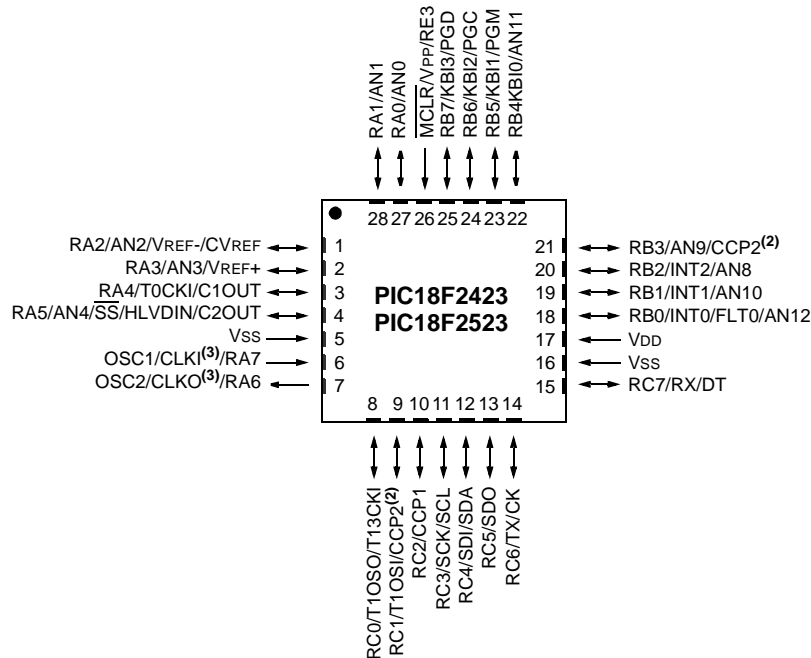 RA1/AN1
RA0/AN0
MCLR/VPP/RE3
RB7/KBI3/PGD
RB6/KBI2/PGC
RB5/KBI1/PGM
RB4KBI0/AN11
28 27 26 25 24 23 22
RA2/AN2/VREF-/CVREF 1
RA3/AN3/VREF+ 2
RA4/T0CKI/C1OUT 3
RA5/AN4/SS/HLVDIN/C2OUT 4
VSS 5
OSC1/CLKI(3)/RA7 6
OSC2/CLKO(3)/RA6 7
PIC18F2423
PIC18F2523
21 RB3/AN9/CCP2(2)
20 RB2/INT2/AN8
19 RB1/INT1/AN10
18 RB0/INT0/FLT0/AN12
17 VDD
16 VSS
15 RC7/RX/DT
8 9 10 11 12 13 14
RC0/T1OSO/T13CKI
RC1/T1OSI/CCP2(2)
RC2/CCP1
RC3/SCK/SCL
RC4/SDI/SDA
RC5/SDO
RC6/TX/CK